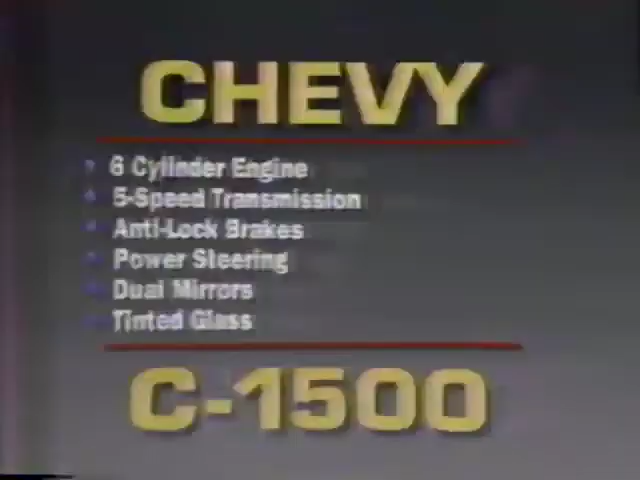 CHEVY
6 Cylinder Engine
5-Speed Transmission
Anti-Lock Brakes
Power Steering
Dual Mirrors
Tinted Glass
C-1500